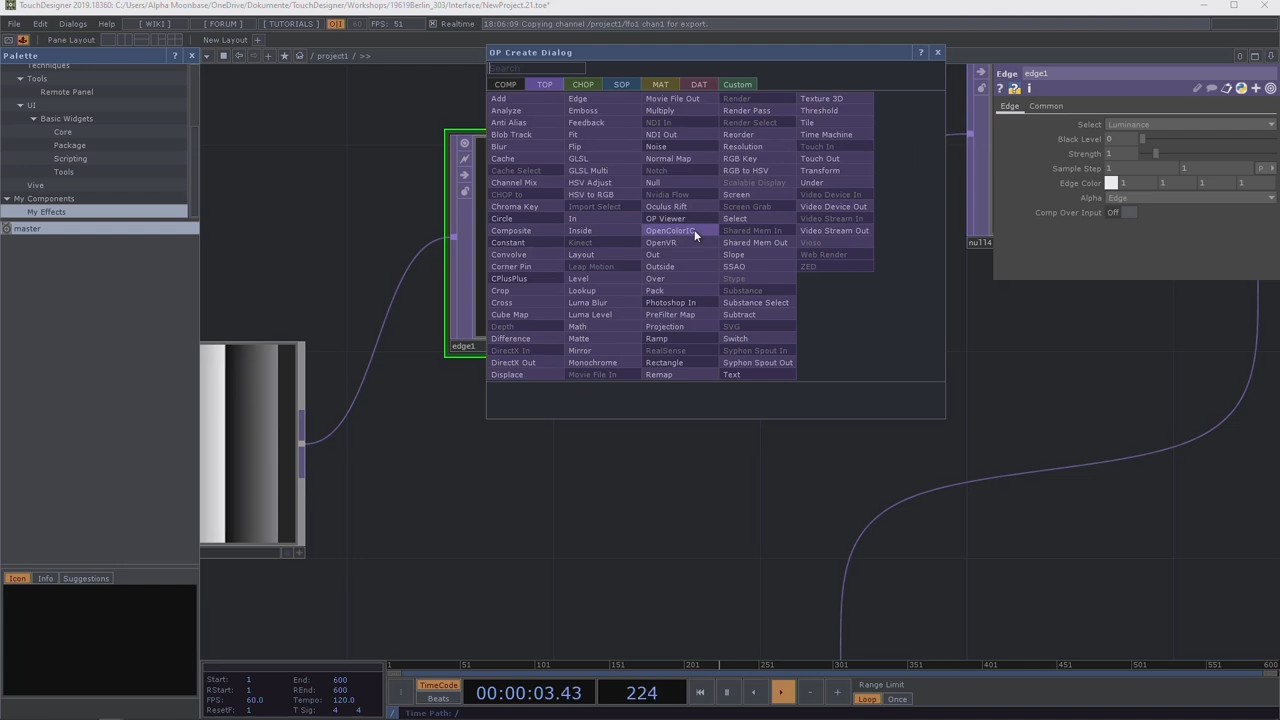 TouchDesigner 2019.18360: C:/Users/Alpha Moonbase/OneDrive/Dokumente/TouchDesigner/Workshops/19619Berlin_303/Interface/NewProject.21.toe*
File Edit Dialogs Help [ WIKI ] [ FORUM ] [ TUTORIALS ] O|I FPS: 51 Realtime 18:06:09 Copying channel /project1/lfo1 chan1 for export.
Pane Layout New Layout +
Palette ? x / project1 / >>
Techniques
Tools
Remote Panel
UI
Basic Widgets
Core
Package
Scripting
Tools
Vive
My Components
My Effects
master
Icon Info Suggestions
OP Create Dialog ? x
Search
COMP TOP CHOP SOP MAT DAT Custom
Add Edge Movie File Out Render Texture 3D
Analyze Emboss Multiply Render Pass Threshold
Anti Alias Feedback NDI In Render Select Tile
Blob Track Fit NDI Out Reorder Time Machine
Blur Flip Noise Resolution Touch In
Cache GLSL Normal Map RGB Key Touch Out
Cache Select GLSL Multi Notch RGB to HSV Transform
Channel Mix HSV Adjust Null Scalable Display Under
CHOP to HSV to RGB Nvidia Flow Screen Video Device In
Chroma Key Import Select Oculus Rift Screen Grab Video Device Out
Circle In OP Viewer Select Video Stream In
Composite Inside OpenColorIO Shared Mem In Video Stream Out
Constant Kinect OpenVR Shared Mem Out Vioso
Convolve Layout Out Slope Web Render
Corner Pin Leap Motion Outside SSAO ZED
CPlusPlus Level Over Stype
Crop Lookup Pack Substance
Cross Luma Blur Photoshop In Substance Select
Cube Map Luma Level PreFilter Map Subtract
Depth Math Projection SVG
Difference Matte Ramp Switch
DirectX In Mirror RealSense Syphon Spout In
DirectX Out Monochrome Rectangle Syphon Spout Out
Displace Movie File In Remap Text
edge1
null4
Edge edge1
? i
Edge Common
Select Luminance
Black Level 0
Strength 1
Sample Step 1 1 P
Edge Color 1 1 1 1
Alpha Edge
Comp Over Input Off
1 51 101 151 201 251 301 351 401 451 501 551 600
Start: 1 End: 600
RStart: 1 REnd: 600
FPS: 60.0 Tempo: 120.0
ResetF: 1 T Sig: 4 4
TimeCode
Beats
00:00:03.43 224
Range Limit
Loop Once
/ Time Path: /